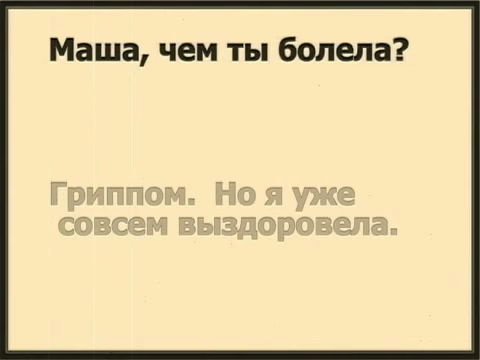 Маша, чем ты болела?
Гриппом. Но я уже
совсем выздоровела.